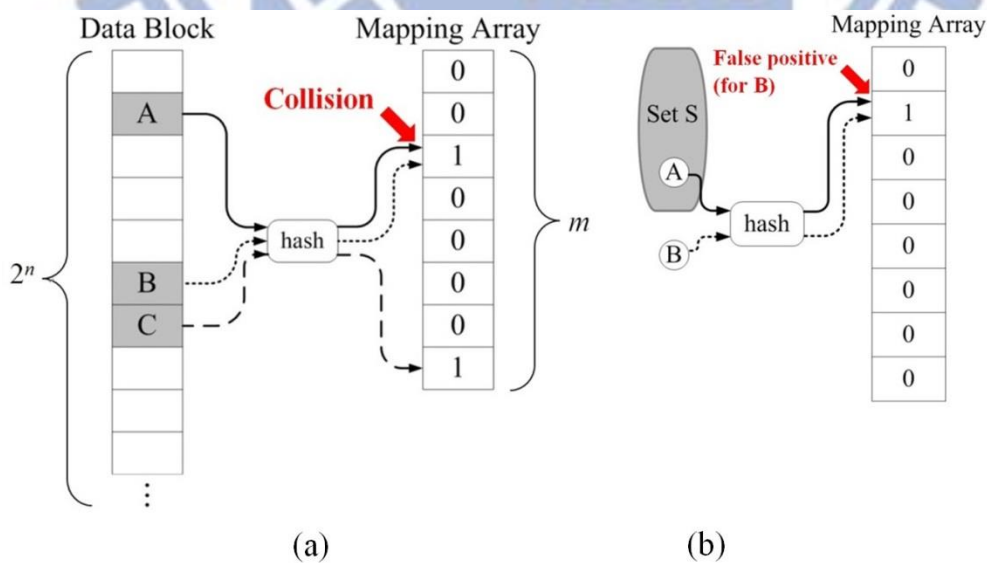 Data Block
Mapping Array
A
B
C
⋮
2ⁿ
hash
Collision
0
0
1
0
0
0
0
1
m
(a)
Mapping Array
False positive
(for B)
Set S
A
B
hash
0
1
0
0
0
0
0
0
(b)